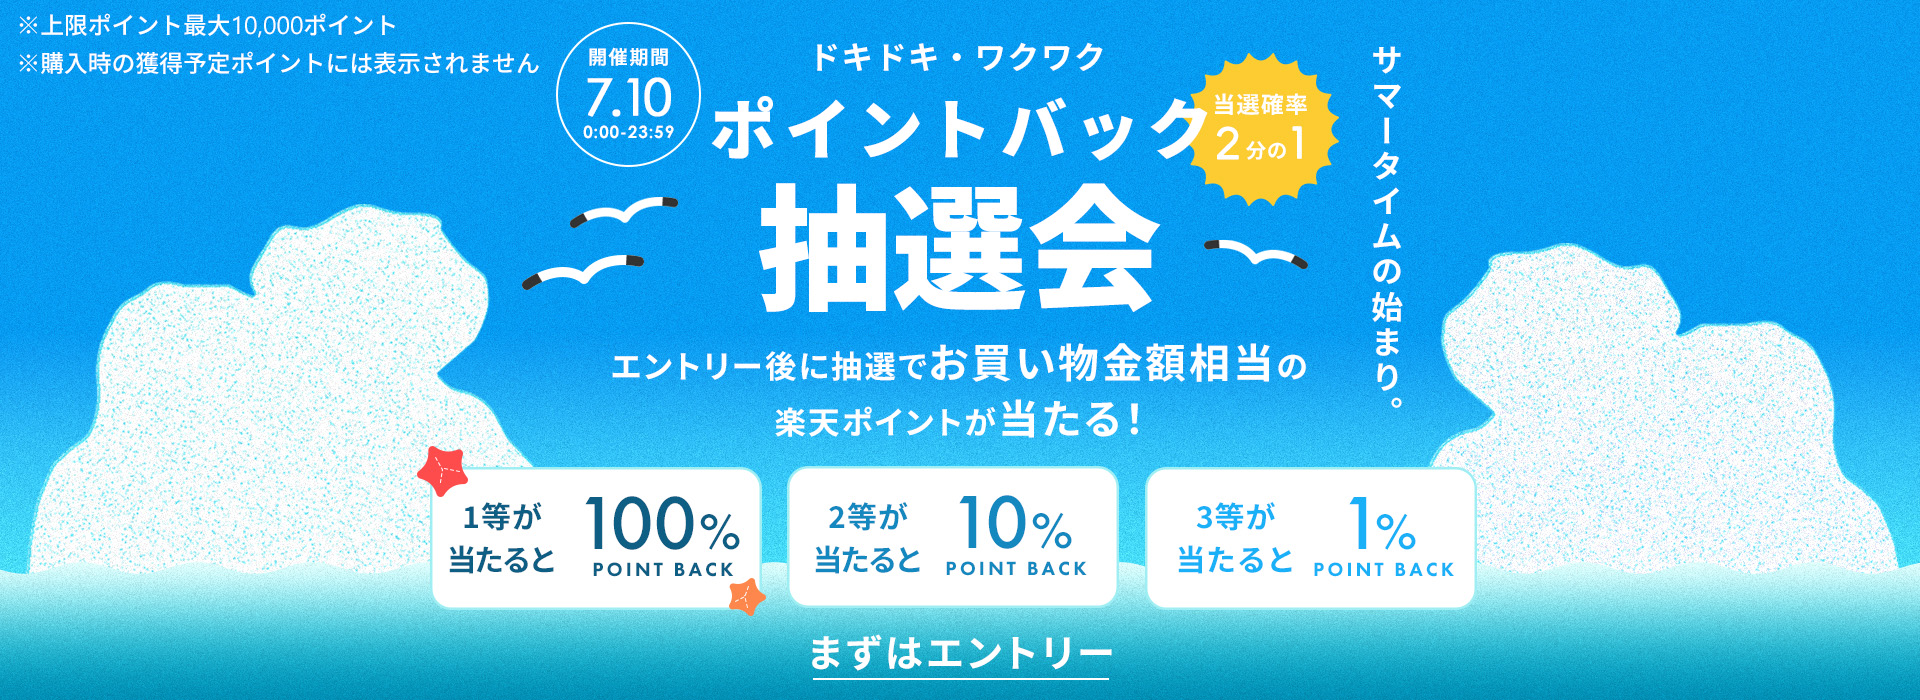 ※上限ポイント最大10,000ポイント
※購入時の獲得予定ポイントには表示されません
開催期間
7.10
0:00-23:59
ドキドキ・ワクワク
ポイントバック
抽選会
当選確率
2分の1
サマータイムの始まり。
エントリー後に抽選でお買い物金額相当の
楽天ポイントが当たる！
1等が
当たると
100%
POINT BACK
2等が
当たると
10%
POINT BACK
3等が
当たると
1%
POINT BACK
まずはエントリー